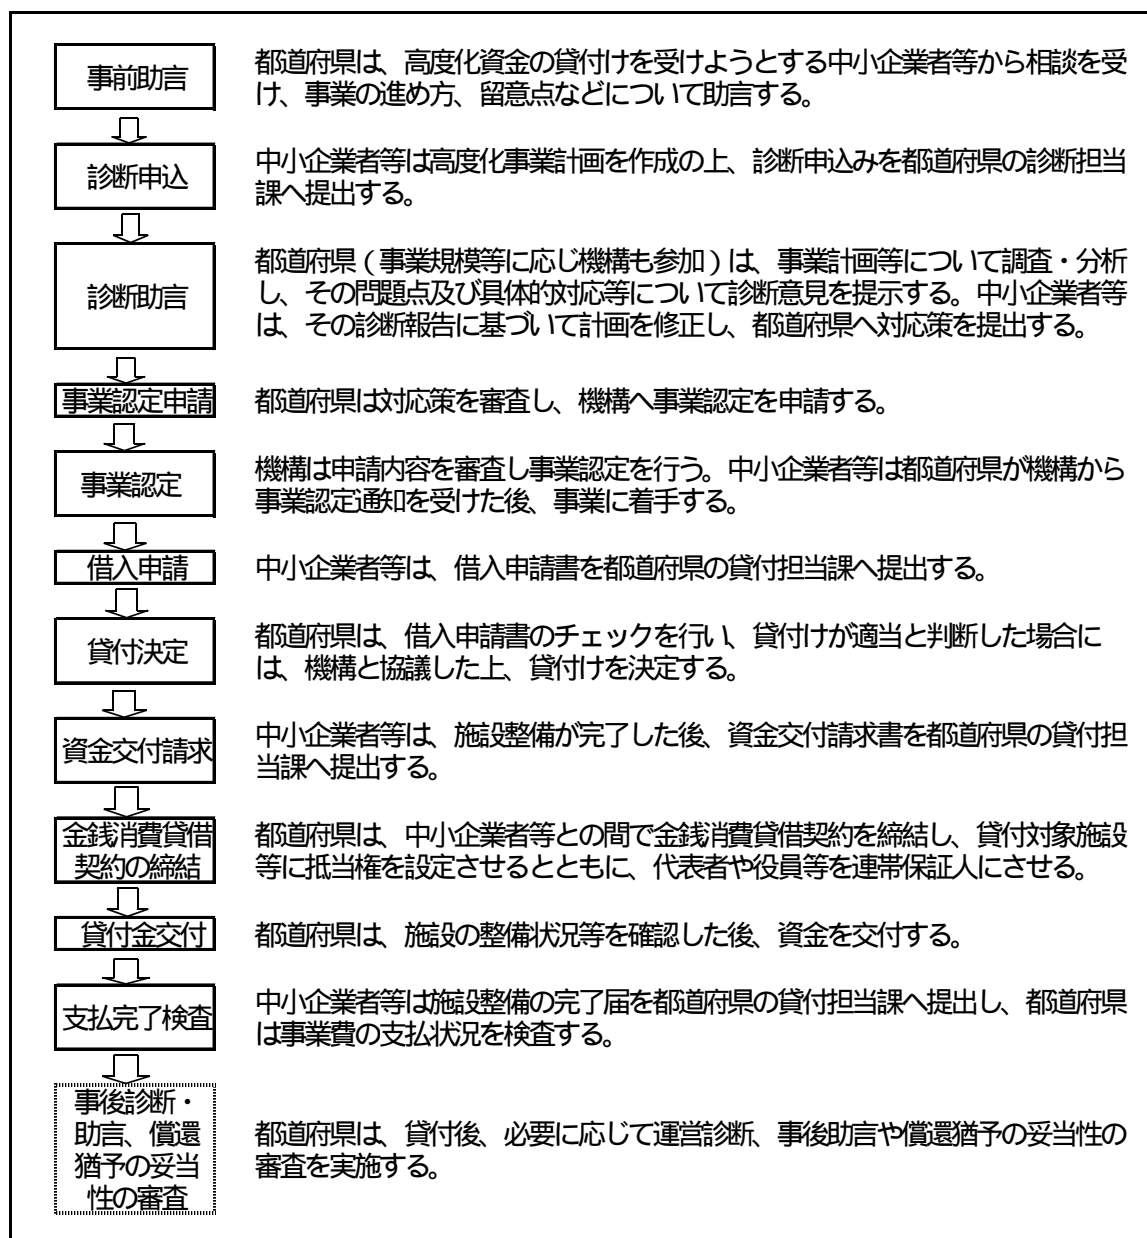 事前助言
都道府県は、高度化資金の貸付けを受けようとする中小企業者等から相談を受
け、事業の進め方、留意点などについて助言する。
診断申込
中小企業者等は高度化事業計画を作成の上、診断申込みを都道府県の診断担当
課へ提出する。
診断助言
都道府県(事業規模等に応じ機構も参加)は、事業計画等について調査・分析
し、その問題点及び具体的対応等について診断意見を提示する。中小企業者等
は、その診断報告に基づいて計画を修正し、都道府県へ対応策を提出する。
事業認定申請
都道府県は対応策を審査し、機構へ事業認定を申請する。
事業認定
機構は申請内容を審査し事業認定を行う。中小企業者等は都道府県が機構から
事業認定通知を受けた後、事業に着手する。
借入申請
中小企業者等は、借入申請書を都道府県の貸付担当課へ提出する。
貸付決定
都道府県は、借入申請書のチェックを行い、貸付けが適当と判断した場合に
は、機構と協議した上、貸付けを決定する。
資金交付請求
中小企業者等は、施設整備が完了した後、資金交付請求書を都道府県の貸付担
当課へ提出する。
金銭消費貸借
契約の締結
都道府県は、中小企業者等との間で金銭消費貸借契約を締結し、貸付対象施設
等に抵当権を設定させるとともに、代表者や役員等を連帯保証人にさせる。
貸付金交付
都道府県は、施設の整備状況等を確認した後、資金を交付する。
支払完了検査
中小企業者等は施設整備の完了届を都道府県の貸付担当課へ提出し、都道府県
は事業費の支払状況を検査する。
事後診断・
助言、償還
猶予の妥当
性の審査
都道府県は、貸付後、必要に応じて運営診断、事後助言や償還猶予の妥当性の
審査を実施する。